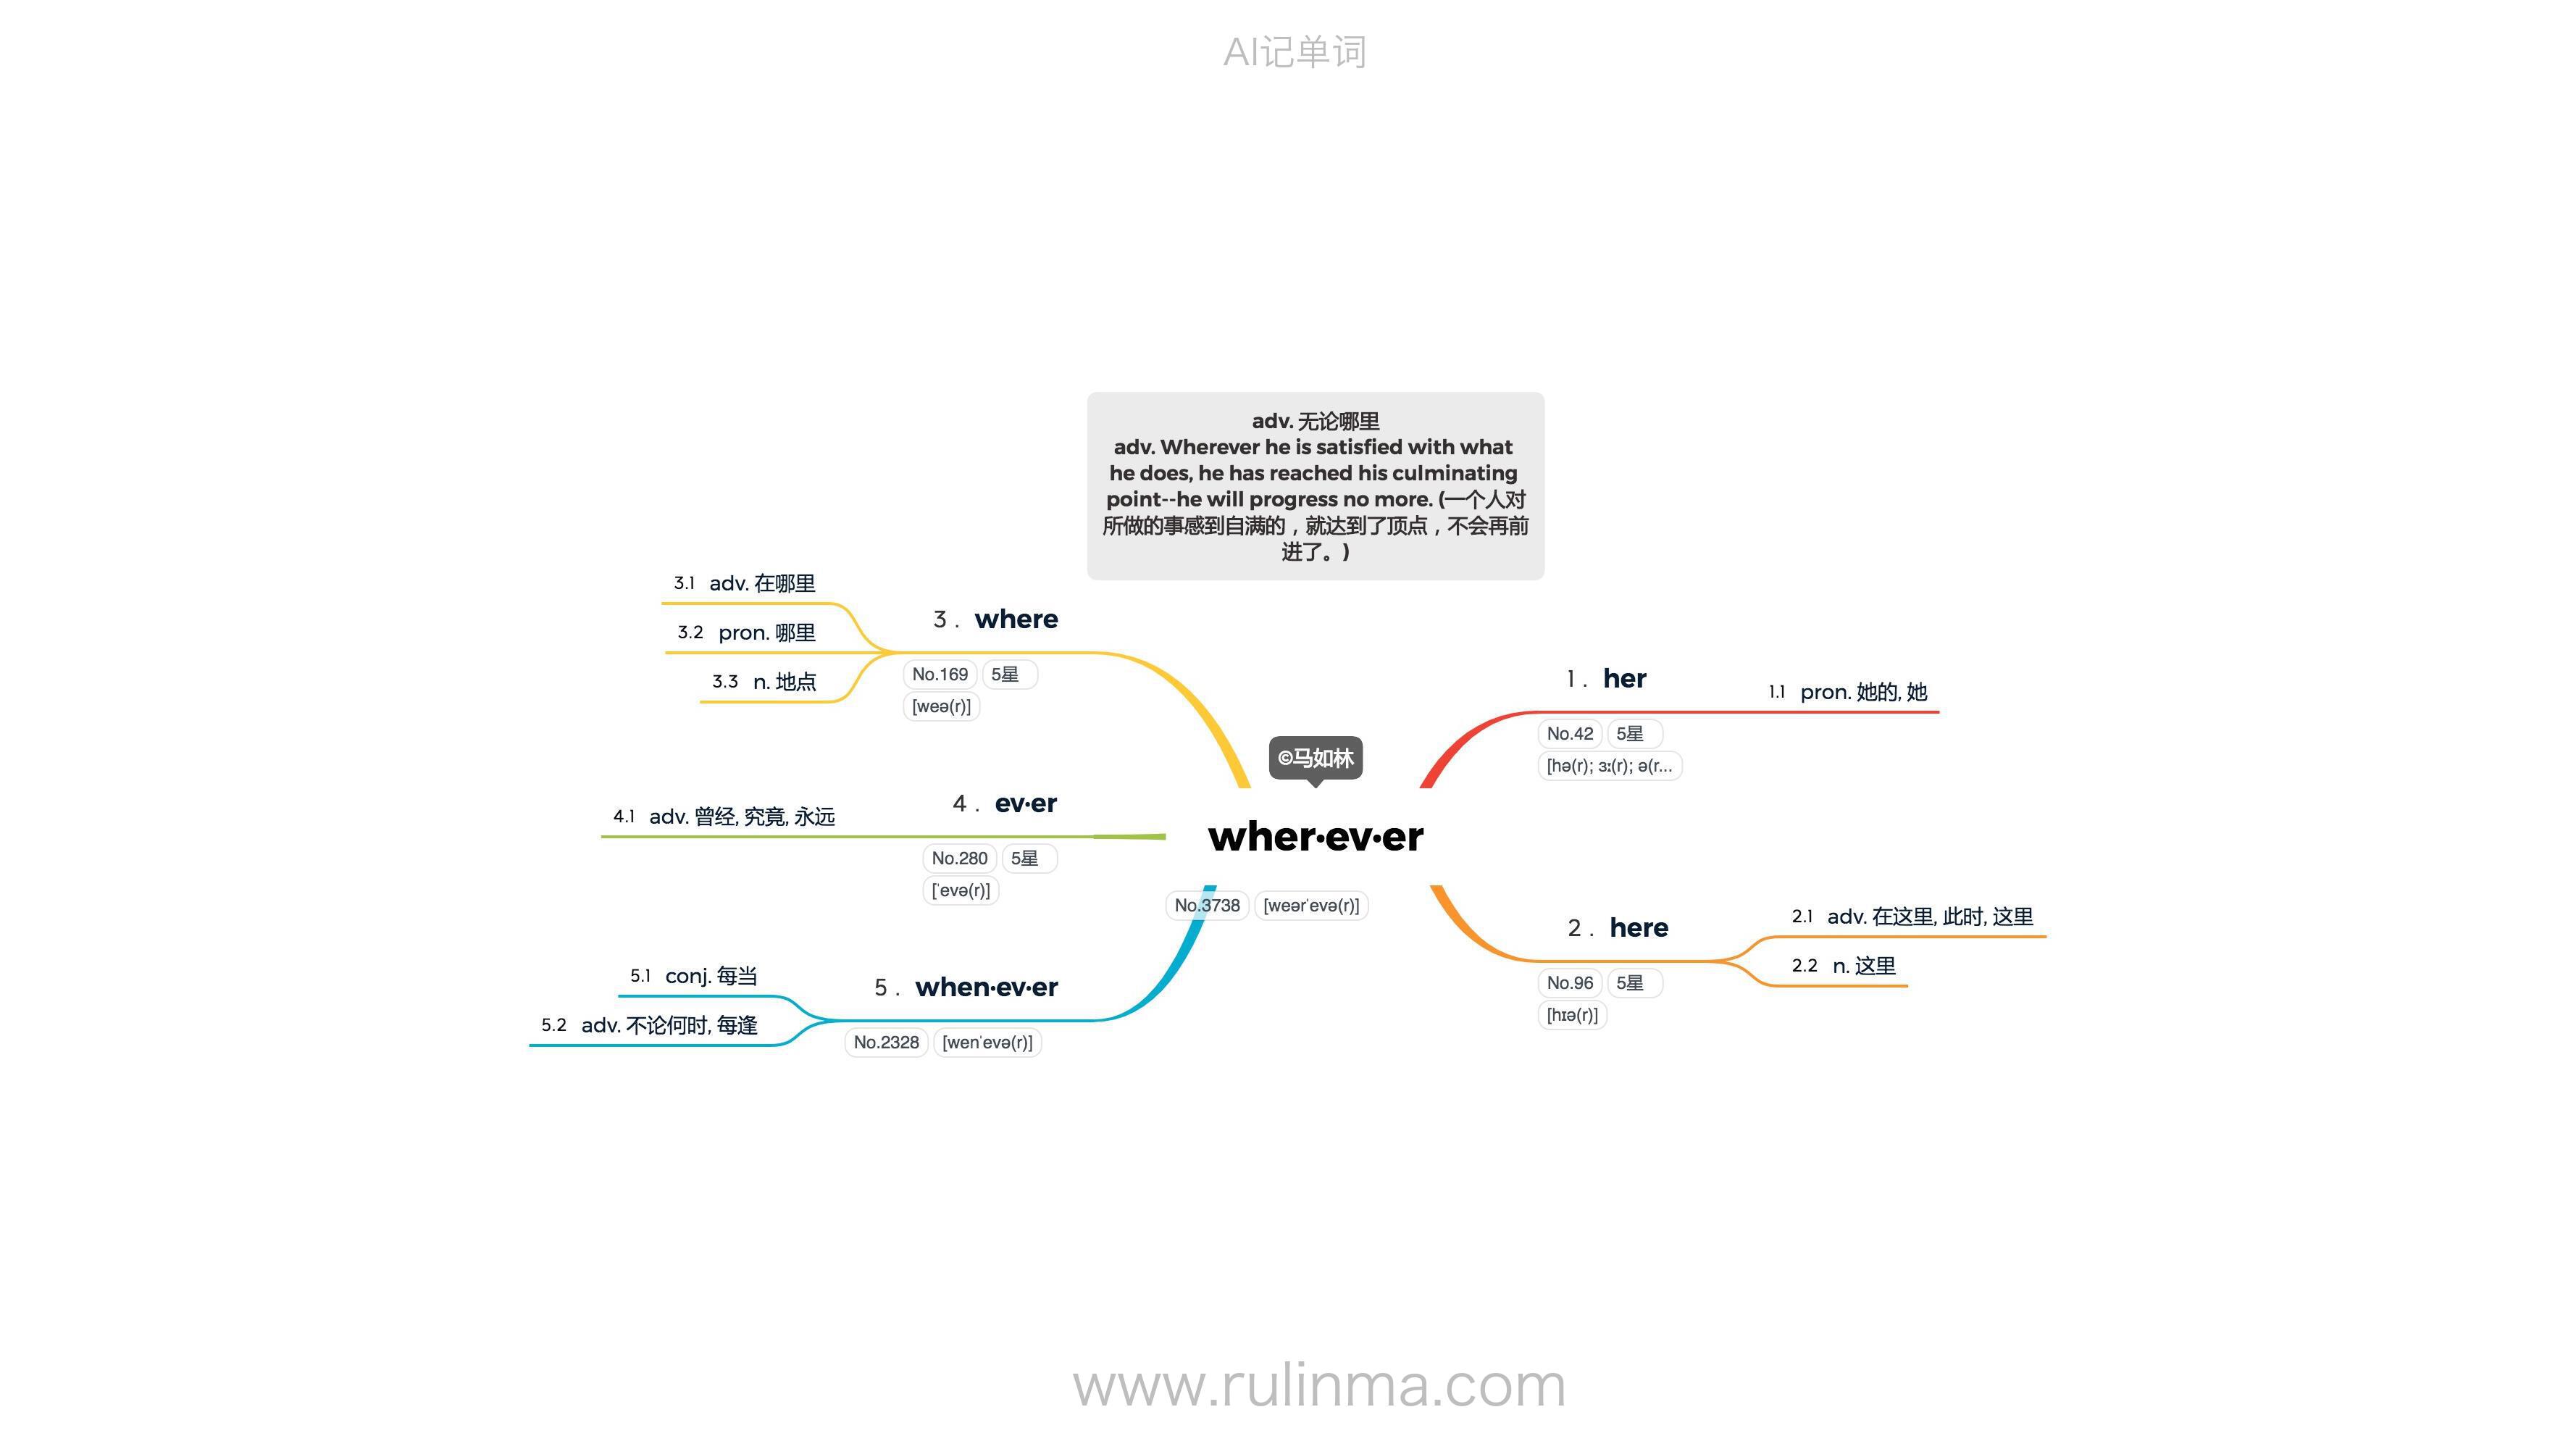 AI记单词
adv. 无论哪里
adv. Wherever he is satisfied with what
he does, he has reached his culminating
point--he will progress no more. (一个人对
所做的事感到自满的，就达到了顶点，不会再前
进了。)
©马如林
wher·ev·er
No.3738 [weərˈevə(r)]
1 . her
No.42 5星
[hə(r); ɜː(r); ə(r...
1.1 pron. 她的, 她
2 . here
No.96 5星
[hɪə(r)]
2.1 adv. 在这里, 此时, 这里
2.2 n. 这里
3 . where
No.169 5星
[weə(r)]
3.1 adv. 在哪里
3.2 pron. 哪里
3.3 n. 地点
4 . ev·er
No.280 5星
[ˈevə(r)]
4.1 adv. 曾经, 究竟, 永远
5 . when·ev·er
No.2328 [wenˈevə(r)]
5.1 conj. 每当
5.2 adv. 不论何时, 每逢
www.rulinma.com